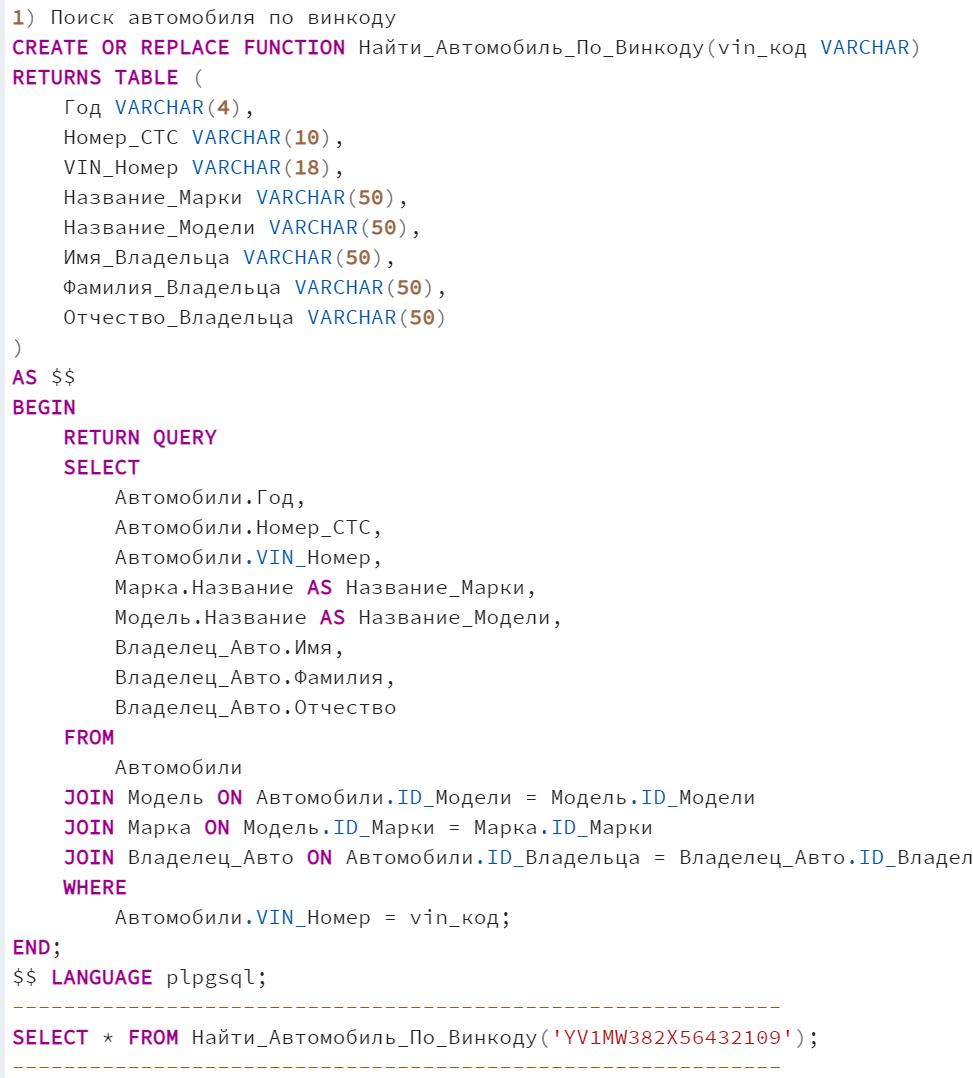 1) Поиск автомобиля по винкоду
CREATE OR REPLACE FUNCTION Найти_Автомобиль_По_Винкоду(vin_код VARCHAR)
RETURNS TABLE (
    Год VARCHAR(4),
    Номер_СТС VARCHAR(10),
    VIN_Номер VARCHAR(18),
    Название_Марки VARCHAR(50),
    Название_Модели VARCHAR(50),
    Имя_Владельца VARCHAR(50),
    Фамилия_Владельца VARCHAR(50),
    Отчество_Владельца VARCHAR(50)
)
AS $$
BEGIN
    RETURN QUERY
    SELECT
        Автомобили.Год,
        Автомобили.Номер_СТС,
        Автомобили.VIN_Номер,
        Марка.Название AS Название_Марки,
        Модель.Название AS Название_Модели,
        Владелец_Авто.Имя,
        Владелец_Авто.Фамилия,
        Владелец_Авто.Отчество
    FROM
        Автомобили
    JOIN Модель ON Автомобили.ID_Модели = Модель.ID_Модели
    JOIN Марка ON Модель.ID_Марки = Марка.ID_Марки
    JOIN Владелец_Авто ON Автомобили.ID_Владельца = Владелец_Авто.ID_Владел
    WHERE
        Автомобили.VIN_Номер = vin_код;
END;
$$ LANGUAGE plpgsql;
------------------------------------------------------------
SELECT * FROM Найти_Автомобиль_По_Винкоду('YV1MW382X56432109');
------------------------------------------------------------